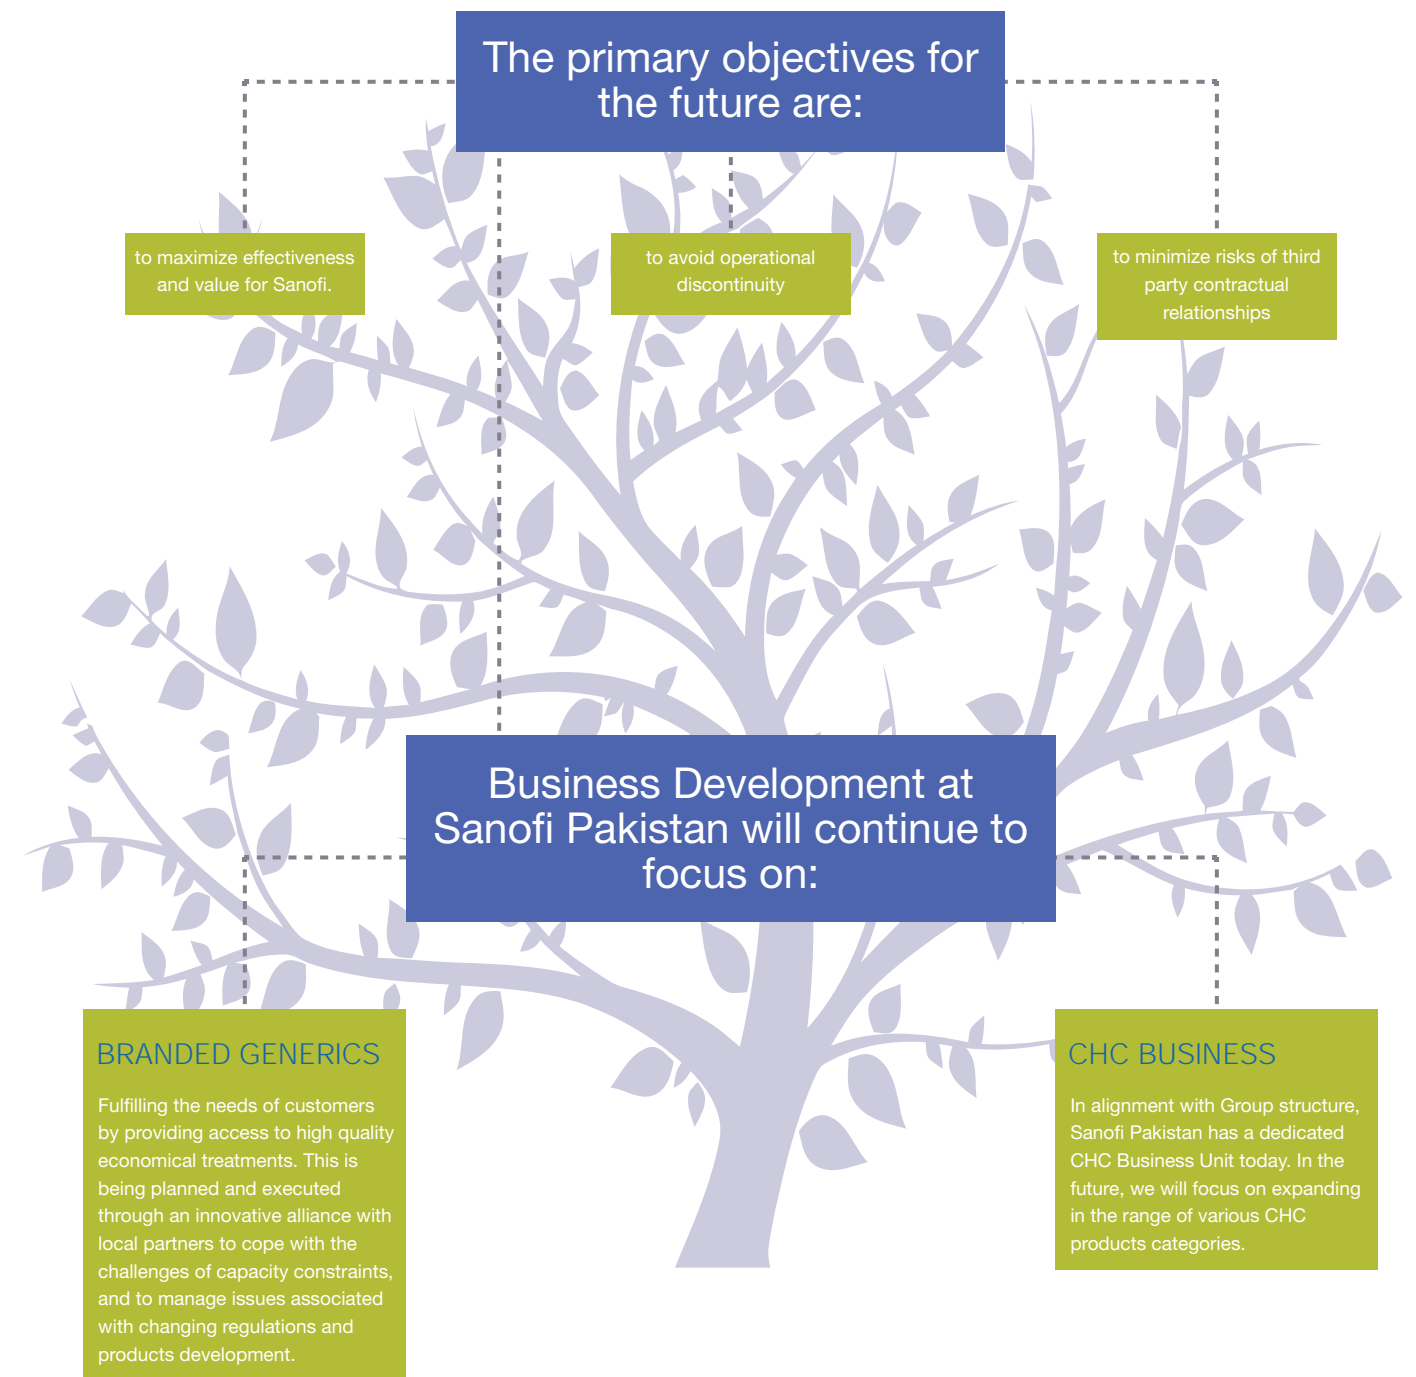 The primary objectives for
the future are:
to maximize effectiveness
and value for Sanofi.
to avoid operational
discontinuity
to minimize risks of third
party contractual
relationships
Business Development at
Sanofi Pakistan will continue to
focus on:
BRANDED GENERICS
Fulfilling the needs of customers
by providing access to high quality
economical treatments. This is
being planned and executed
through an innovative alliance with
local partners to cope with the
challenges of capacity constraints,
and to manage issues associated
with changing regulations and
products development.
CHC BUSINESS
In alignment with Group structure,
Sanofi Pakistan has a dedicated
CHC Business Unit today. In the
future, we will focus on expanding
in the range of various CHC
products categories.